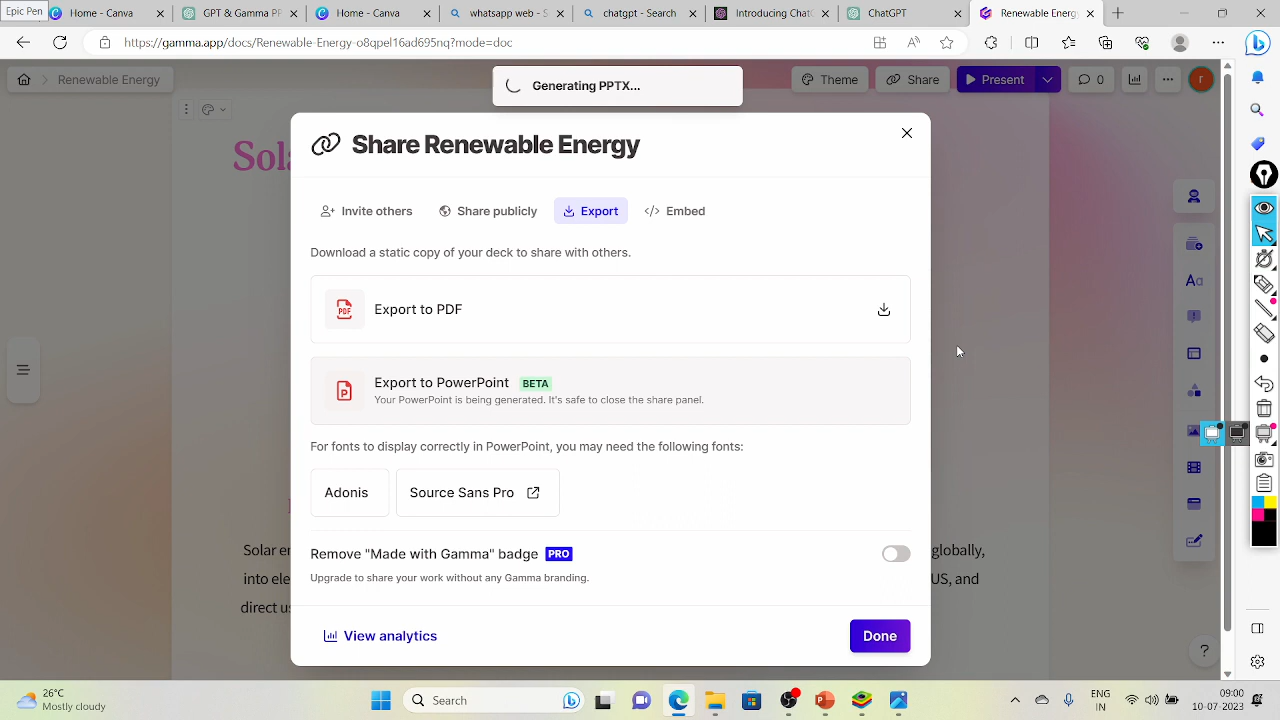 Epic Pen
Home - Canva
GPT & Gamma P
Epic Pen
wattpad web - S
chatgpt - Search
Introducing Chat
ChatGPT
Renewable Energ
https://gamma.app/docs/Renewable-Energy-o8qpel16ad695nq?mode=doc
Renewable Energy
Generating PPTX...
Theme
Share
Present
0
r
Share Renewable Energy
Invite others
Share publicly
Export
Embed
Download a static copy of your deck to share with others.
Export to PDF
Export to PowerPoint BETA
Your PowerPoint is being generated. It's safe to close the share panel.
For fonts to display correctly in PowerPoint, you may need the following fonts:
Adonis
Source Sans Pro
Remove "Made with Gamma" badge PRO
Upgrade to share your work without any Gamma branding.
View analytics
Done
Solar en
globally,
into ele
US, and
direct us
Aa
26°C
Mostly cloudy
Search
ENG
IN
09:00
10-07-2023